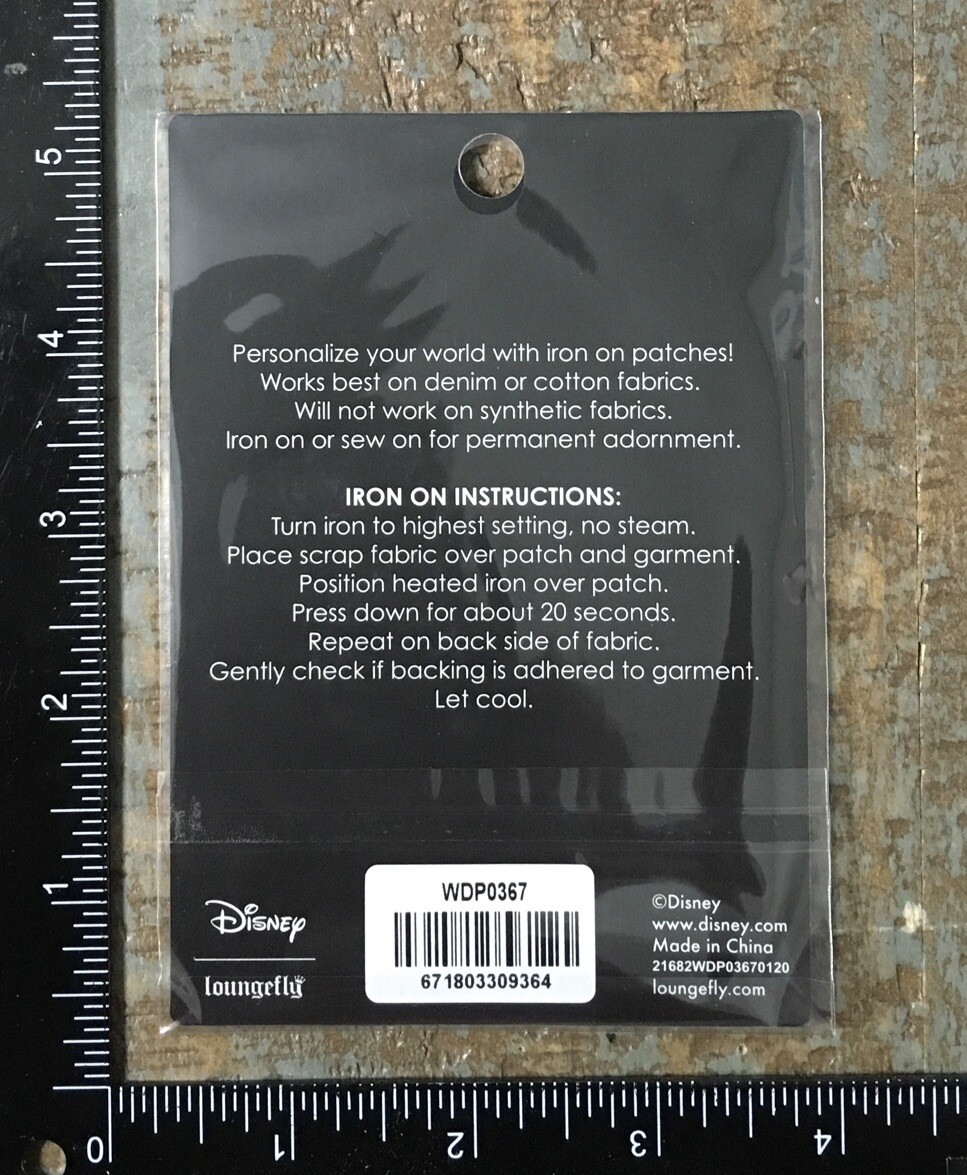 5
4
3
2
1
0
1
2
3
4
Personalize your world with iron on patches!
Works best on denim or cotton fabrics.
Will not work on synthetic fabrics.
Iron on or sew on for permanent adornment.
IRON ON INSTRUCTIONS:
Turn iron to highest setting, no steam.
Place scrap fabric over patch and garment.
Position heated iron over patch.
Press down for about 20 seconds.
Repeat on back side of fabric.
Gently check if backing is adhered to garment.
Let cool.
Disney
loungefly
WDP0367
671803309364
©Disney
www.disney.com
Made in China
21682WDP03670120
loungefly.com